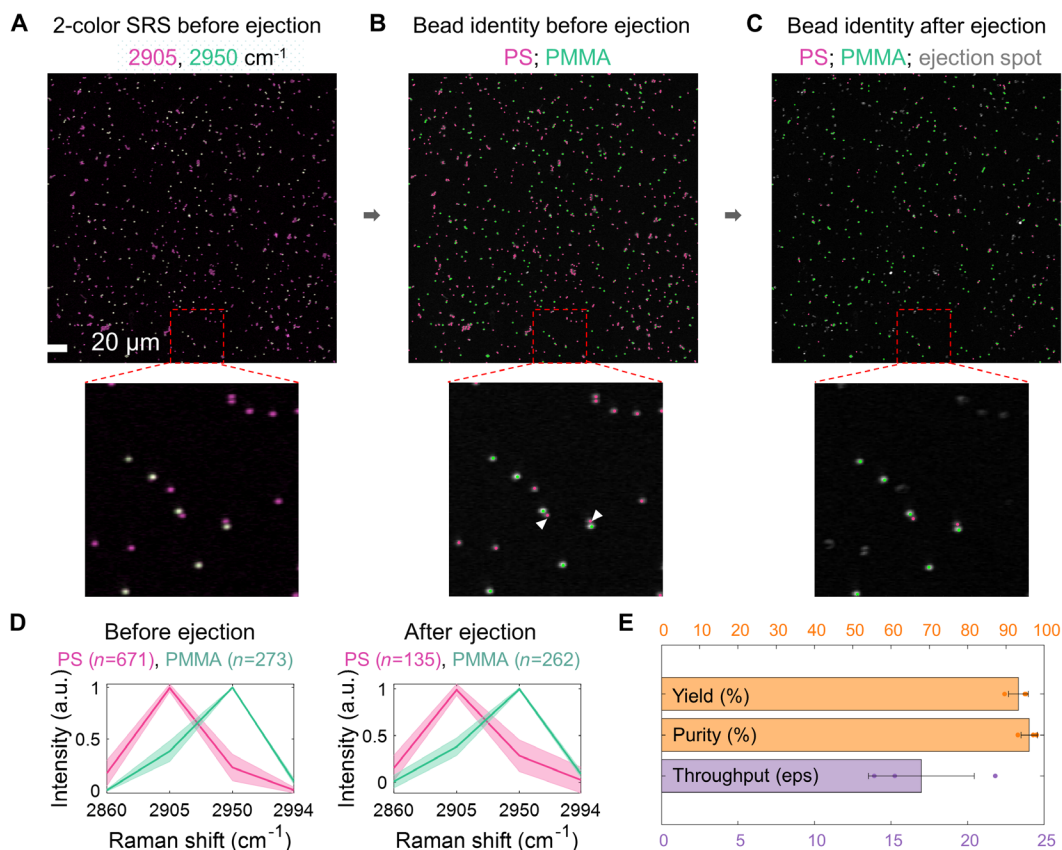 A 2-color SRS before ejection
2905, 2950 cm⁻¹
20 µm
B Bead identity before ejection
PS; PMMA
C Bead identity after ejection
PS; PMMA; ejection spot
D Before ejection
PS (n=671), PMMA (n=273)
Intensity (a.u.)
1
0.5
0
2860 2905 2950 2994
Raman shift (cm⁻¹)
After ejection
PS (n=135), PMMA (n=262)
Intensity (a.u.)
1
0.5
0
2860 2905 2950 2994
Raman shift (cm⁻¹)
E
0 10 20 30 40 50 60 70 80 90 100
Yield (%)
Purity (%)
Throughput (eps)
0 5 10 15 20 25